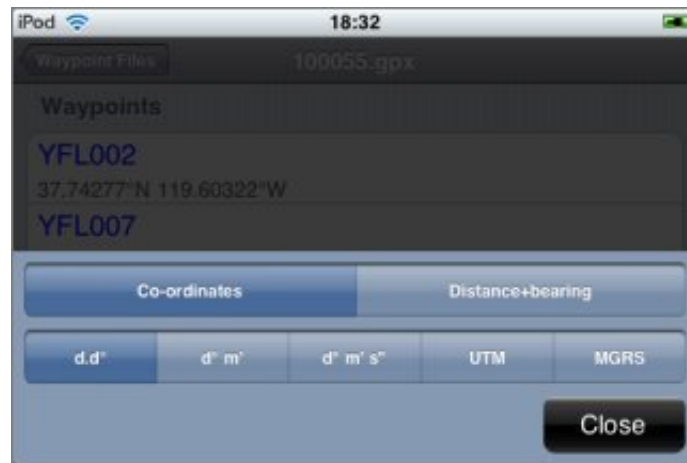 iPod 18:32
Waypoint Files 100055.gpx
Waypoints
YFL002
37.74277°N 119.60322°W
YFL007
Co-ordinates Distance+bearing
d.d° d° m' d° m' s" UTM MGRS
Close